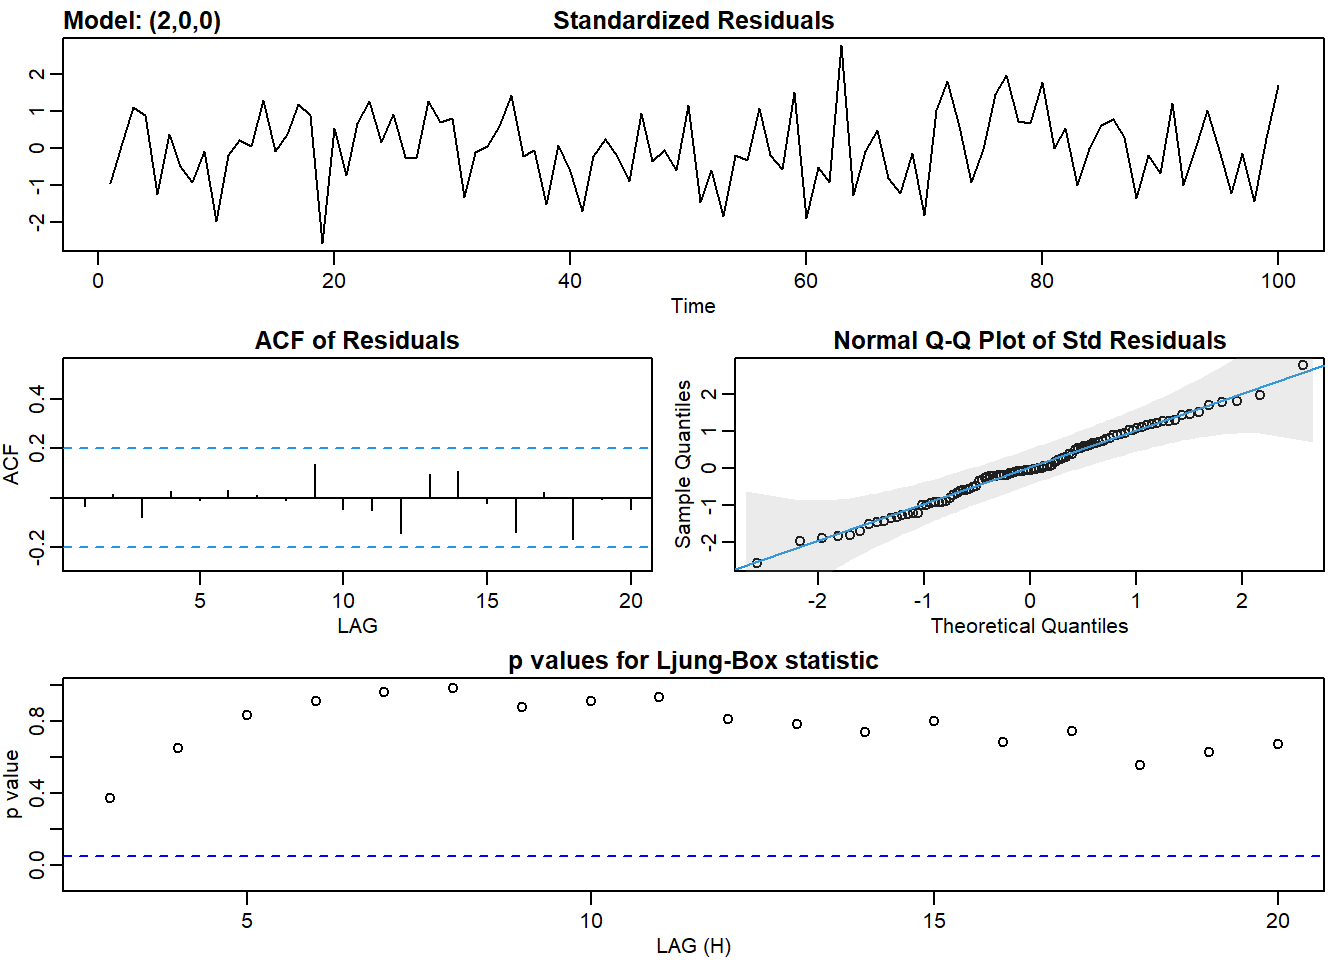 Model: (2,0,0)
Standardized Residuals
2
1
0
-1
-2
0
20
40
60
80
100
Time
ACF of Residuals
ACF
0.4
0.2
-0.2
5
10
15
20
LAG
Normal Q-Q Plot of Std Residuals
Sample Quantiles
2
1
0
-1
-2
-2
-1
0
1
2
Theoretical Quantiles
p values for Ljung-Box statistic
p value
0.8
0.4
0.0
5
10
15
20
LAG (H)